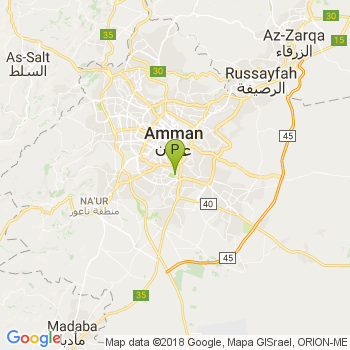 35
Az-Zarqa
الزرقاء
30
As-Salt
السلط
30
Russayfah
الرصيفة
Amman
عمان
P
45
35
NA'UR
منطقة ناعور
40
45
35
Madaba
مادبا
Google
Map data ©2018 Google, Mapa GISrael, ORION-ME